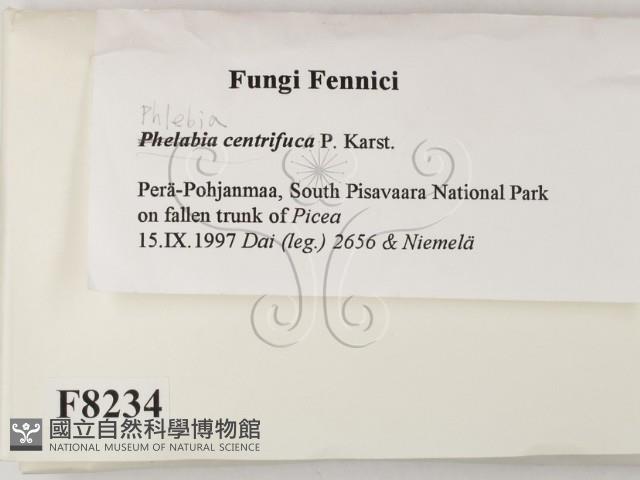 Fungi Fennici
Phlebia
Phelabia centrifuca P. Karst.
Perä-Pohjanmaa, South Pisavaara National Park
on fallen trunk of Picea
15.IX.1997 Dai (leg.) 2656 & Niemelä
F8234
國立自然科學博物館
NATIONAL MUSEUM OF NATURAL SCIENCE